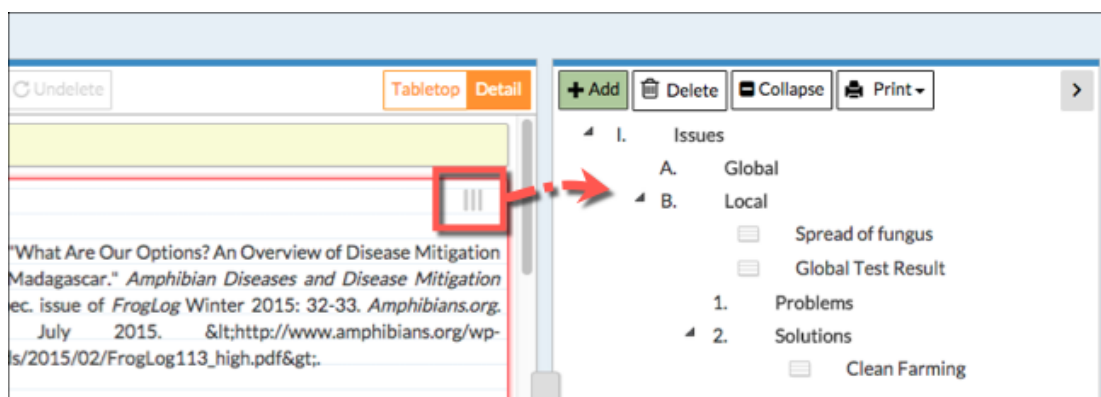 Undelete
Tabletop Detail
Add Delete Collapse Print
I. Issues
A. Global
B. Local
Spread of fungus
Global Test Result
1. Problems
2. Solutions
Clean Farming
"What Are Our Options? An Overview of Disease Mitigation
Madagascar." Amphibian Diseases and Disease Mitigation
ec. issue of FrogLog Winter 2015: 32-33. Amphibians.org.
July 2015. &lt;http://www.amphibians.org/wp-
ls/2015/02/FrogLog113_high.pdf&gt;.